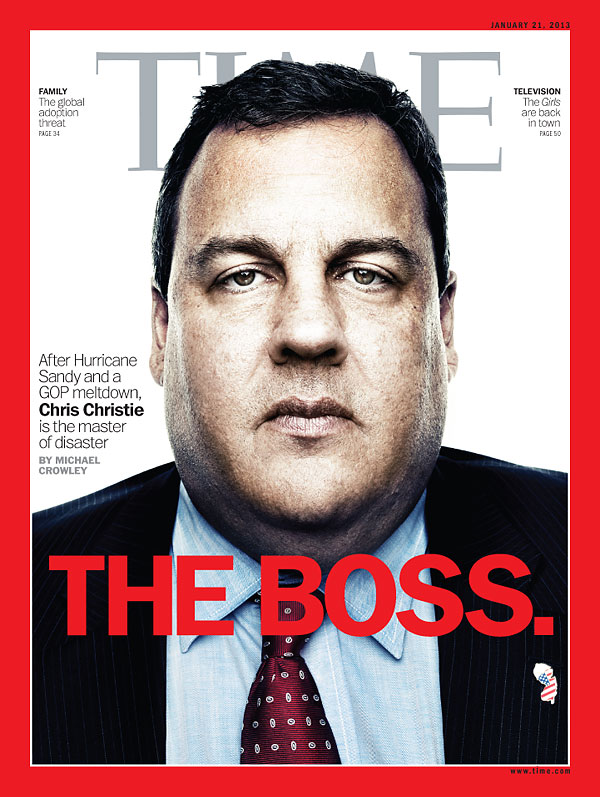 JANUARY 21, 2013
TIME
FAMILY
The global
adoption
threat
PAGE 34
TELEVISION
The Girls
are back
in town
PAGE 50
After Hurricane
Sandy and a
GOP meltdown,
Chris Christie
is the master
of disaster
BY MICHAEL
CROWLEY
THE BOSS.
www.time.com